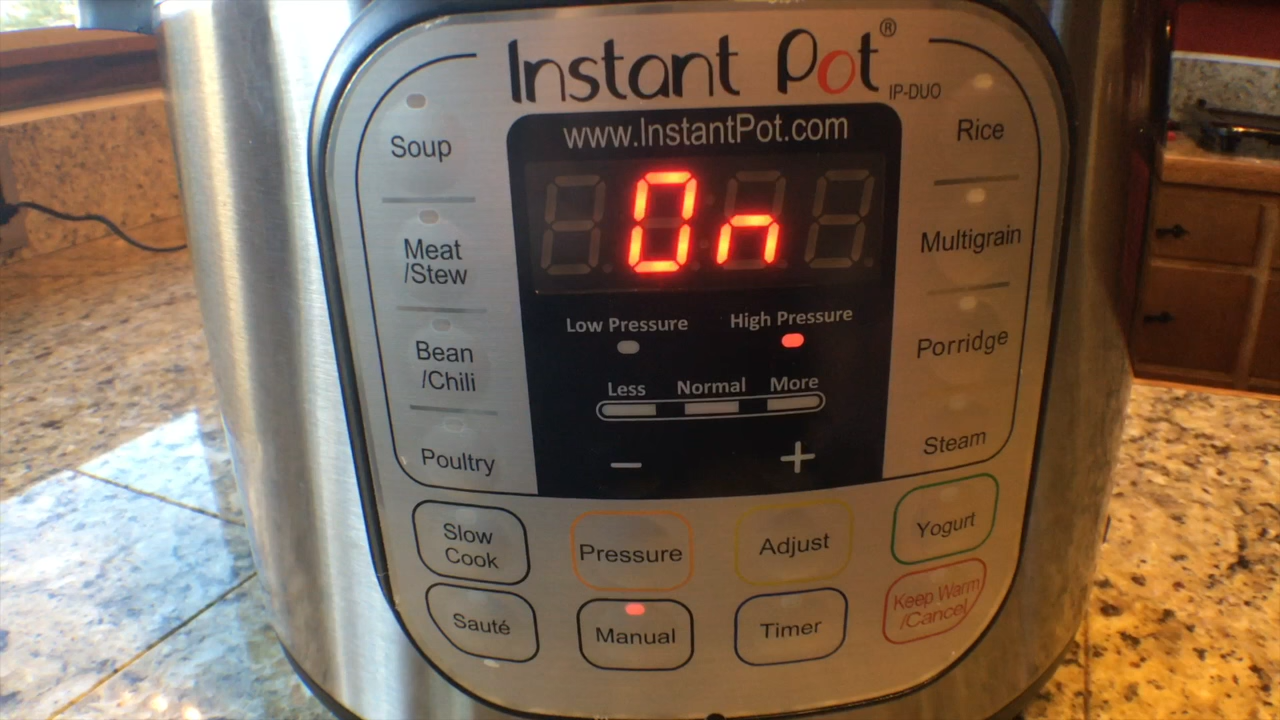 Instant Pot®
IP-DUO
www.InstantPot.com
On
Soup
Meat
/Stew
Bean
/Chili
Poultry
Low Pressure
High Pressure
Less Normal More
− +
Rice
Multigrain
Porridge
Steam
Slow
Cook
Pressure
Adjust
Yogurt
Sauté
Manual
Timer
Keep Warm
/Cancel